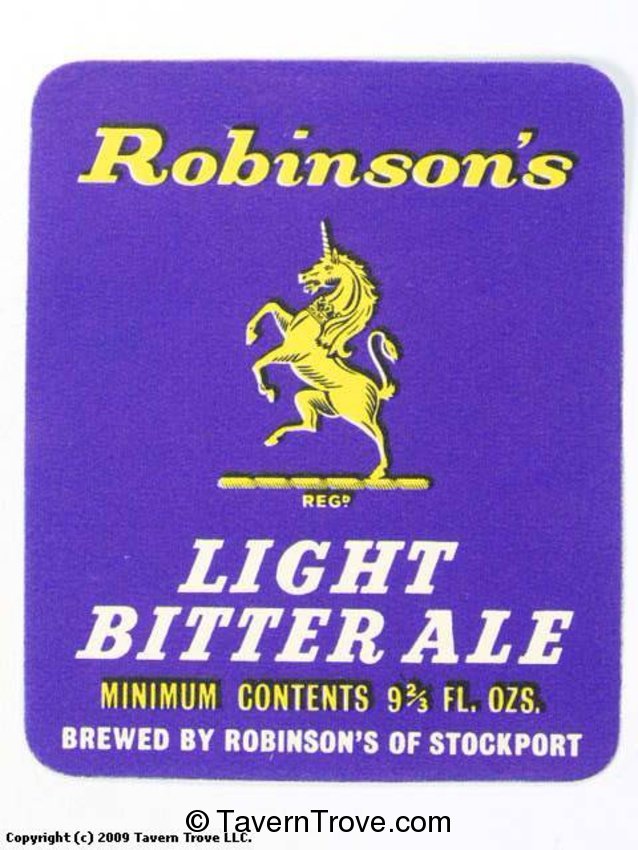 Robinson's
REGD
LIGHT
BITTER ALE
MINIMUM CONTENTS 9⅔ FL. OZS.
BREWED BY ROBINSON'S OF STOCKPORT
© TavernTrove.com
Copyright (c) 2009 Tavern Trove LLC.